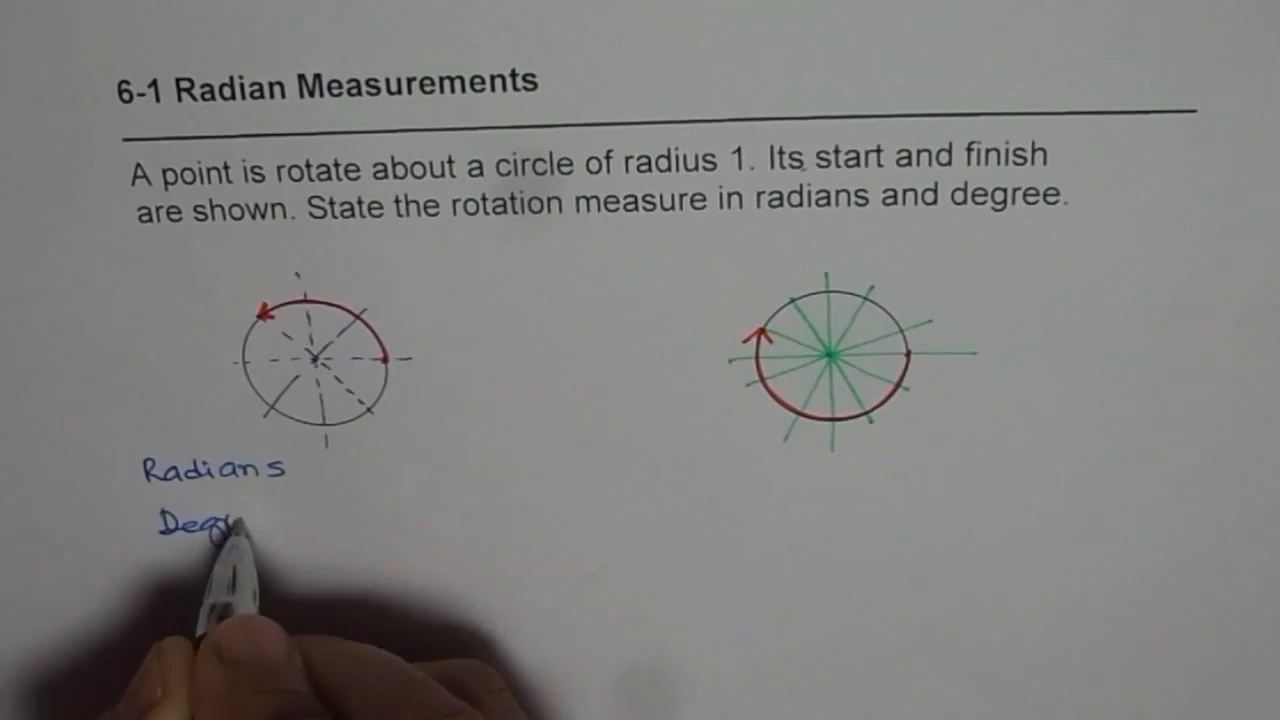 6-1 Radian Measurements
A point is rotate about a circle of radius 1. Its start and finish
are shown. State the rotation measure in radians and degree.
Radians
Deg